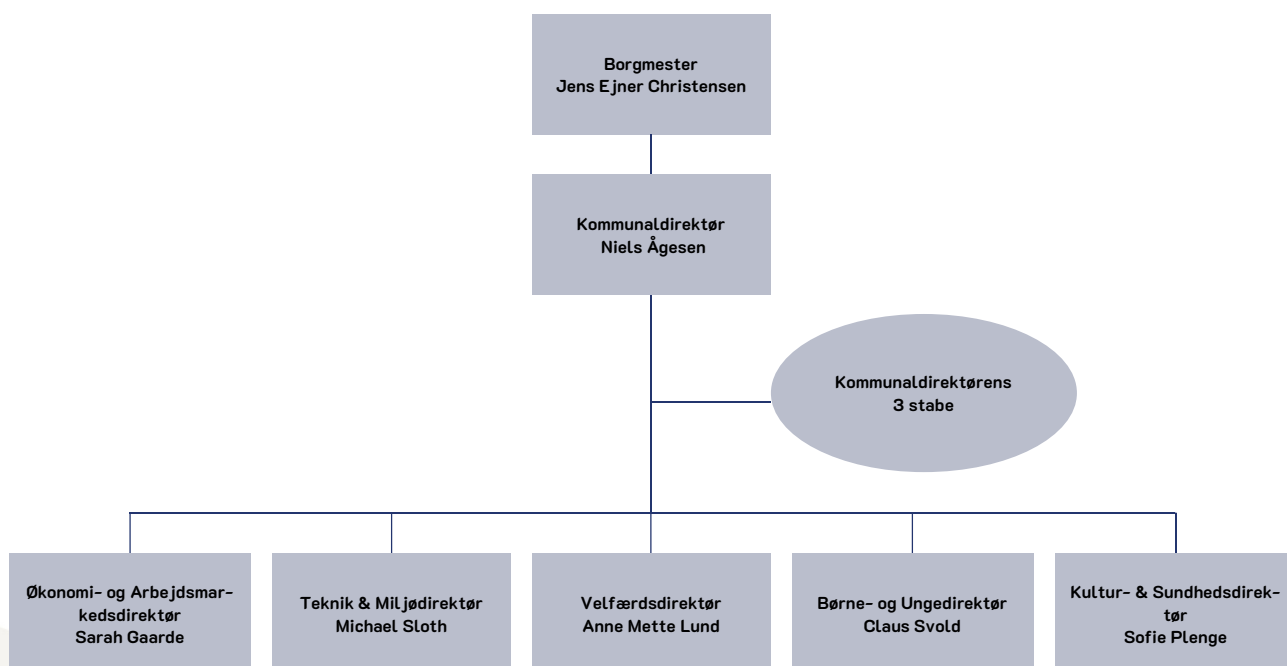 Borgmester
Jens Ejner Christensen
Kommunaldirektør
Niels Ågesen
Kommunaldirektørens
3 stabe
Økonomi- og Arbejdsmar-
kedsdirektør
Sarah Gaarde
Teknik & Miljødirektør
Michael Sloth
Velfærdsdirektør
Anne Mette Lund
Børne- og Ungedirektør
Claus Svold
Kultur- & Sundhedsdirek-
tør
Sofie Plenge